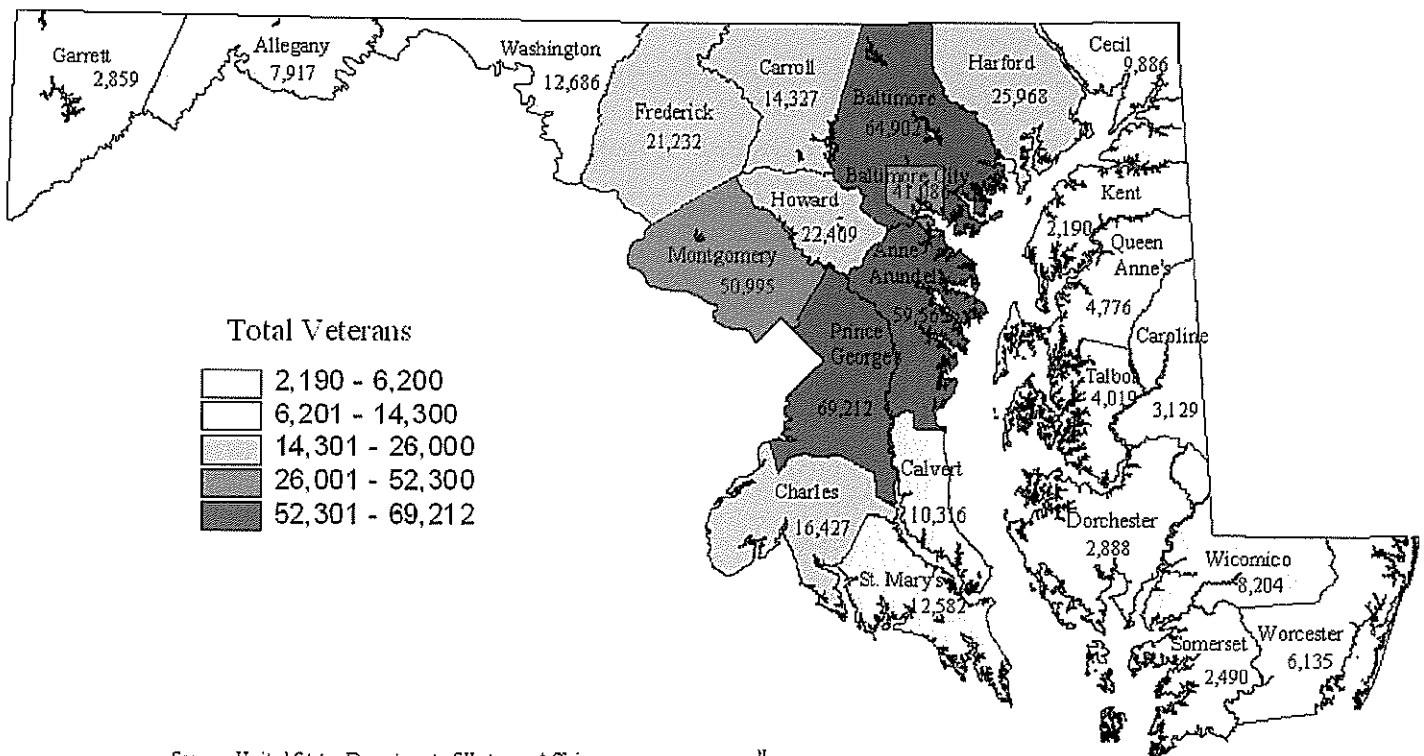 Garrett
2,859
Allegany
7,917
Washington
12,686
Frederick
21,232
Carroll
14,327
Baltimore
64,902
Harford
25,968
Cecil
9,886
Baltimore City
Howard
22,409
Montgomery
50,995
Anne
Arundel
Prince
George's
69,212
Kent
2,190
Queen
Anne's
4,776
Caroline
3,129
Talbot
4,019
Calvert
10,316
Charles
16,427
St. Mary's
12,582
Dorchester
2,888
Wicomico
8,204
Somerset
2,490
Worcester
6,135
Total Veterans
2,190 - 6,200
6,201 - 14,300
14,301 - 26,000
26,001 - 52,300
52,301 - 69,212